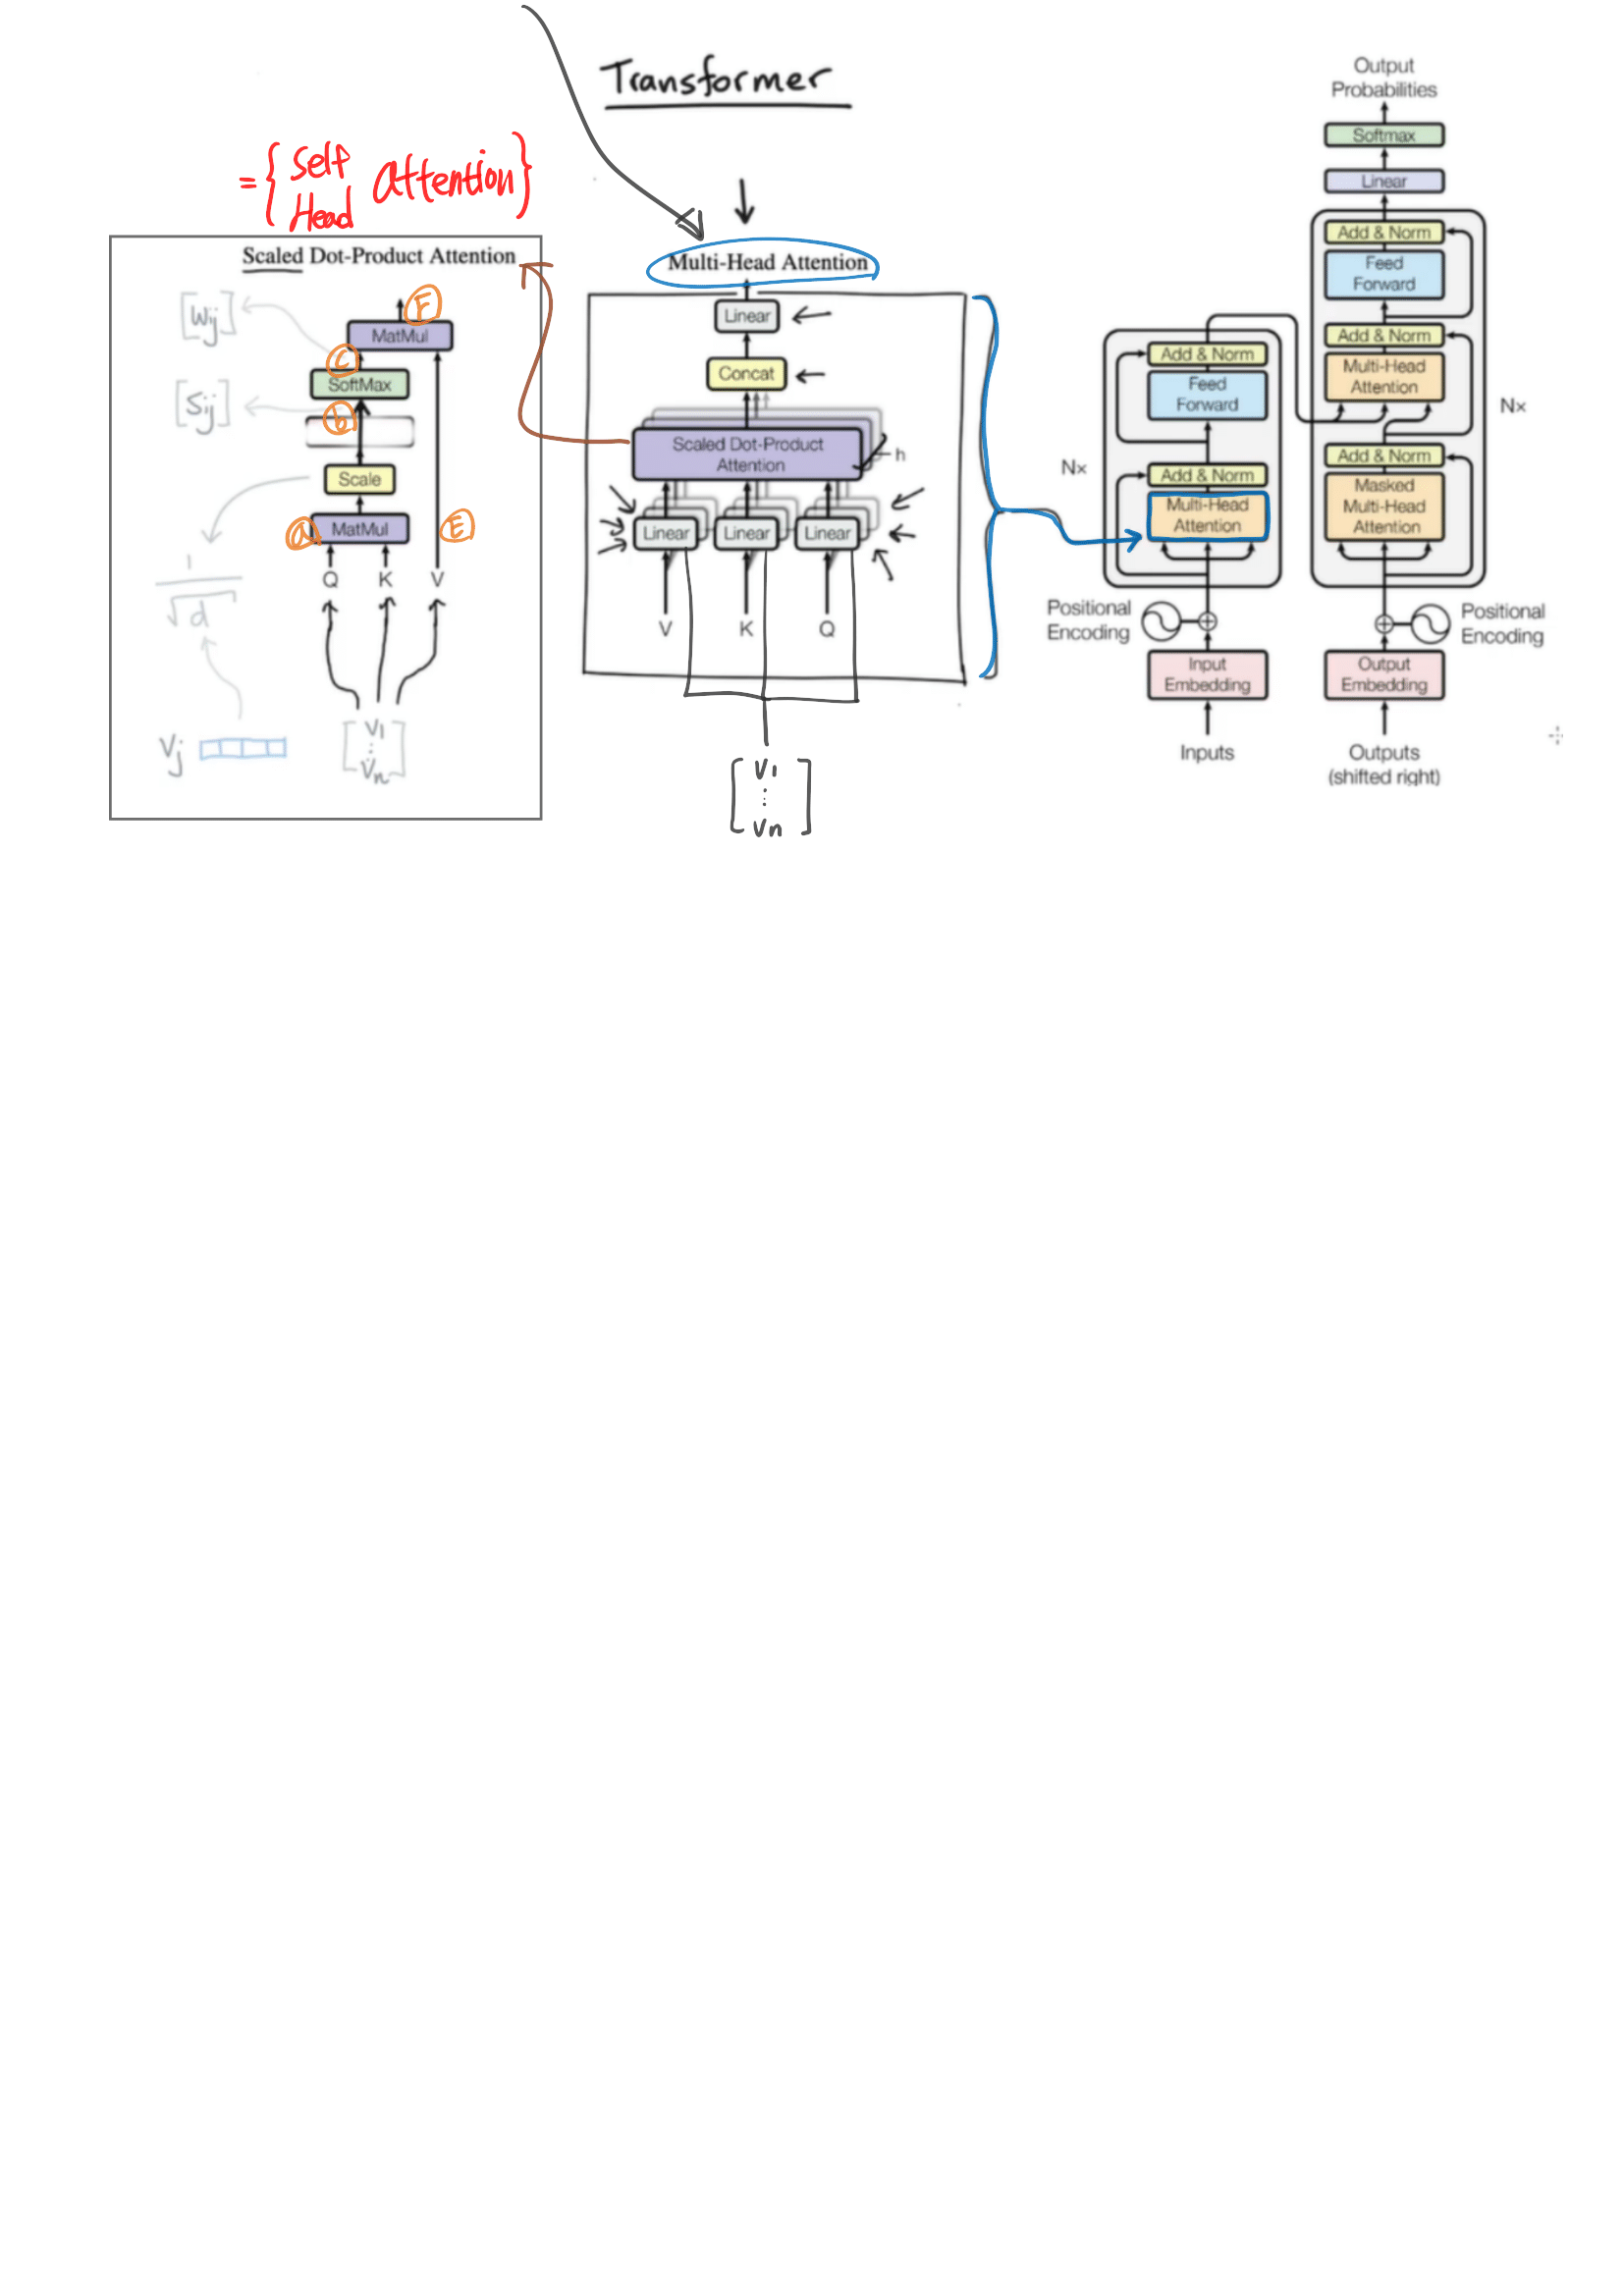 Transformer
= { Self Attention }
Head
Scaled Dot-Product Attention
[Wij]
F
MatMul
C
SoftMax
[Sij]
b
Scale
a
MatMul
E
Q K V
1
√d
Vj
[V1
⋮
Vn]
Multi-Head Attention
Linear
Concat
Scaled Dot-Product
Attention
h
Linear Linear Linear
V K Q
[V1
⋮
Vn]
Add & Norm
Feed
Forward
Nx
Add & Norm
Multi-Head
Attention
Positional
Encoding
Input
Embedding
Inputs
Output
Probabilities
Softmax
Linear
Add & Norm
Feed
Forward
Add & Norm
Multi-Head
Attention
Nx
Add & Norm
Masked
Multi-Head
Attention
Positional
Encoding
Output
Embedding
Outputs
(shifted right)